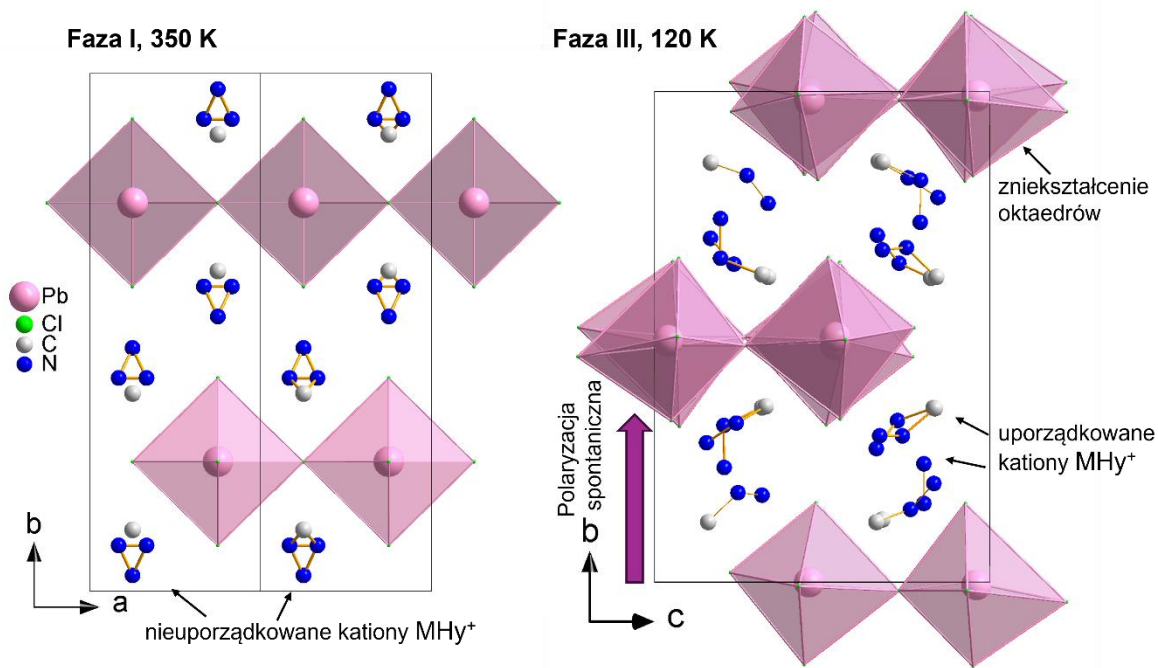 Faza I, 350 K
Pb
Cl
C
N
b
a
nieuporządkowane kationy MHy⁺
Faza III, 120 K
zniekształcenie
oktaedrów
Polaryzacja
spontaniczna
uporządkowane
kationy MHy⁺
b
c